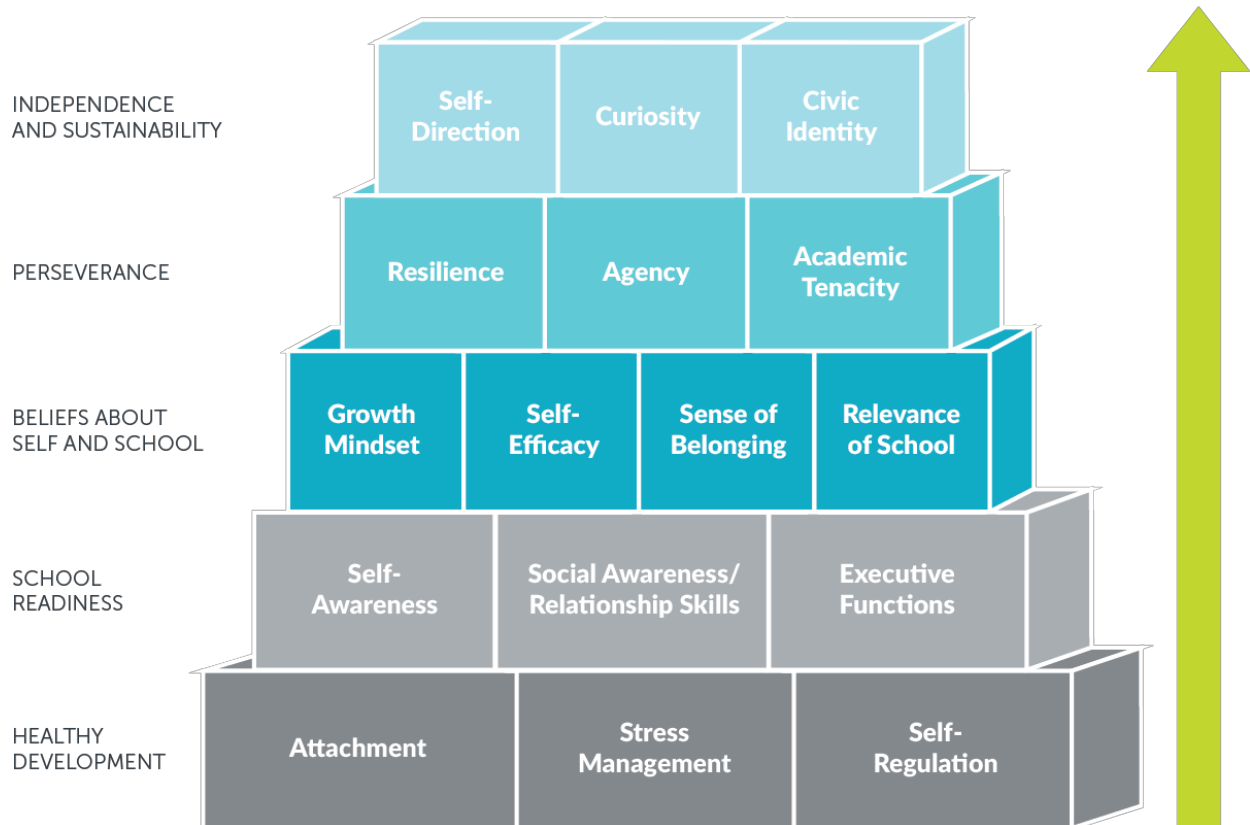 INDEPENDENCE
AND SUSTAINABILITY
Self-
Direction
Curiosity
Civic
Identity
PERSEVERANCE
Resilience
Agency
Academic
Tenacity
BELIEFS ABOUT
SELF AND SCHOOL
Growth
Mindset
Self-
Efficacy
Sense of
Belonging
Relevance
of School
SCHOOL
READINESS
Self-
Awareness
Social Awareness/
Relationship Skills
Executive
Functions
HEALTHY
DEVELOPMENT
Attachment
Stress
Management
Self-
Regulation